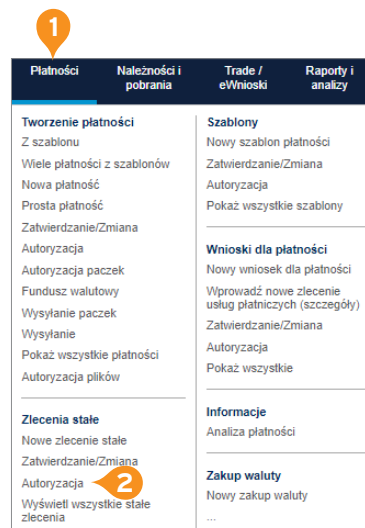 1
Płatności
Należności i
pobrania
Trade /
eWnioski
Raporty i
analizy
Tworzenie płatności
Z szablonu
Wiele płatności z szablonów
Nowa płatność
Prosta płatność
Zatwierdzanie/Zmiana
Autoryzacja
Autoryzacja paczek
Fundusz walutowy
Wysyłanie paczek
Wysyłanie
Pokaż wszystkie płatności
Autoryzacja plików
Zlecenia stałe
Nowe zlecenie stałe
Zatwierdzanie/Zmiana
Autoryzacja
2
Wyświetl wszystkie stałe
zlecenia
Szablony
Nowy szablon płatności
Zatwierdzanie/Zmiana
Autoryzacja
Pokaż wszystkie szablony
Wnioski dla płatności
Nowy wniosek dla płatności
Wprowadź nowe zlecenie
usług płatniczych (szczegóły)
Zatwierdzanie/Zmiana
Autoryzacja
Pokaż wszystkie
Informacje
Analiza płatności
Zakup waluty
Nowy zakup waluty
...